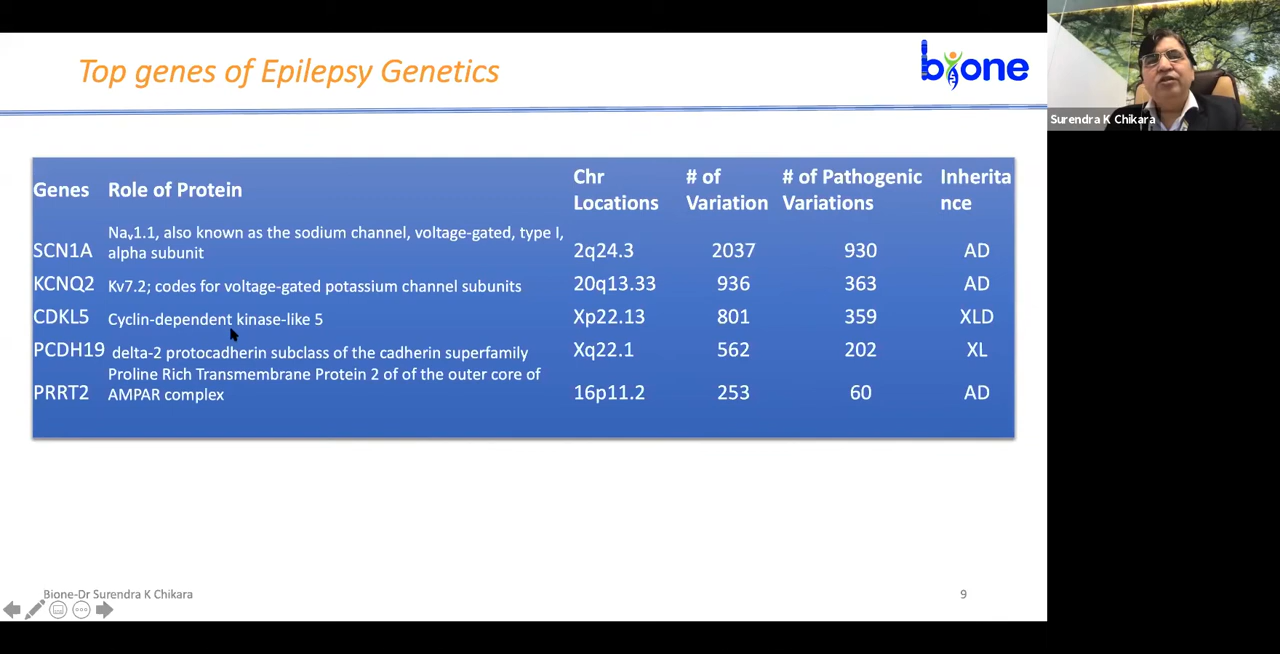 Top genes of Epilepsy Genetics
bione
Surendra K Chikara
Genes Role of Protein Chr Locations # of Variation # of Pathogenic Variations Inherita nce
SCN1A Naᵥ1.1, also known as the sodium channel, voltage-gated, type I, alpha subunit 2q24.3 2037 930 AD
KCNQ2 Kv7.2; codes for voltage-gated potassium channel subunits 20q13.33 936 363 AD
CDKL5 Cyclin-dependent kinase-like 5 Xp22.13 801 359 XLD
PCDH19 delta-2 protocadherin subclass of the cadherin superfamily Xq22.1 562 202 XL
PRRT2 Proline Rich Transmembrane Protein 2 of of the outer core of AMPAR complex 16p11.2 253 60 AD
Bione-Dr Surendra K Chikara
9